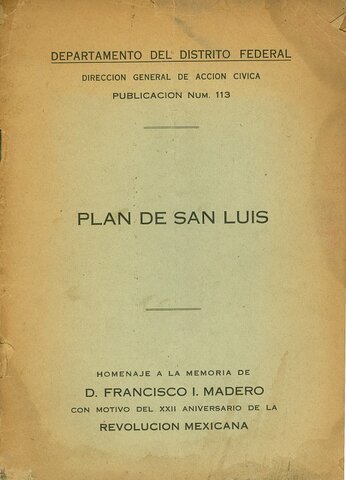 DEPARTAMENTO DEL DISTRITO FEDERAL
DIRECCION GENERAL DE ACCION CIVICA
PUBLICACION NUM. 113
PLAN DE SAN LUIS
HOMENAJE A LA MEMORIA DE
D. FRANCISCO I. MADERO
CON MOTIVO DEL XXII ANIVERSARIO DE LA
REVOLUCION MEXICANA